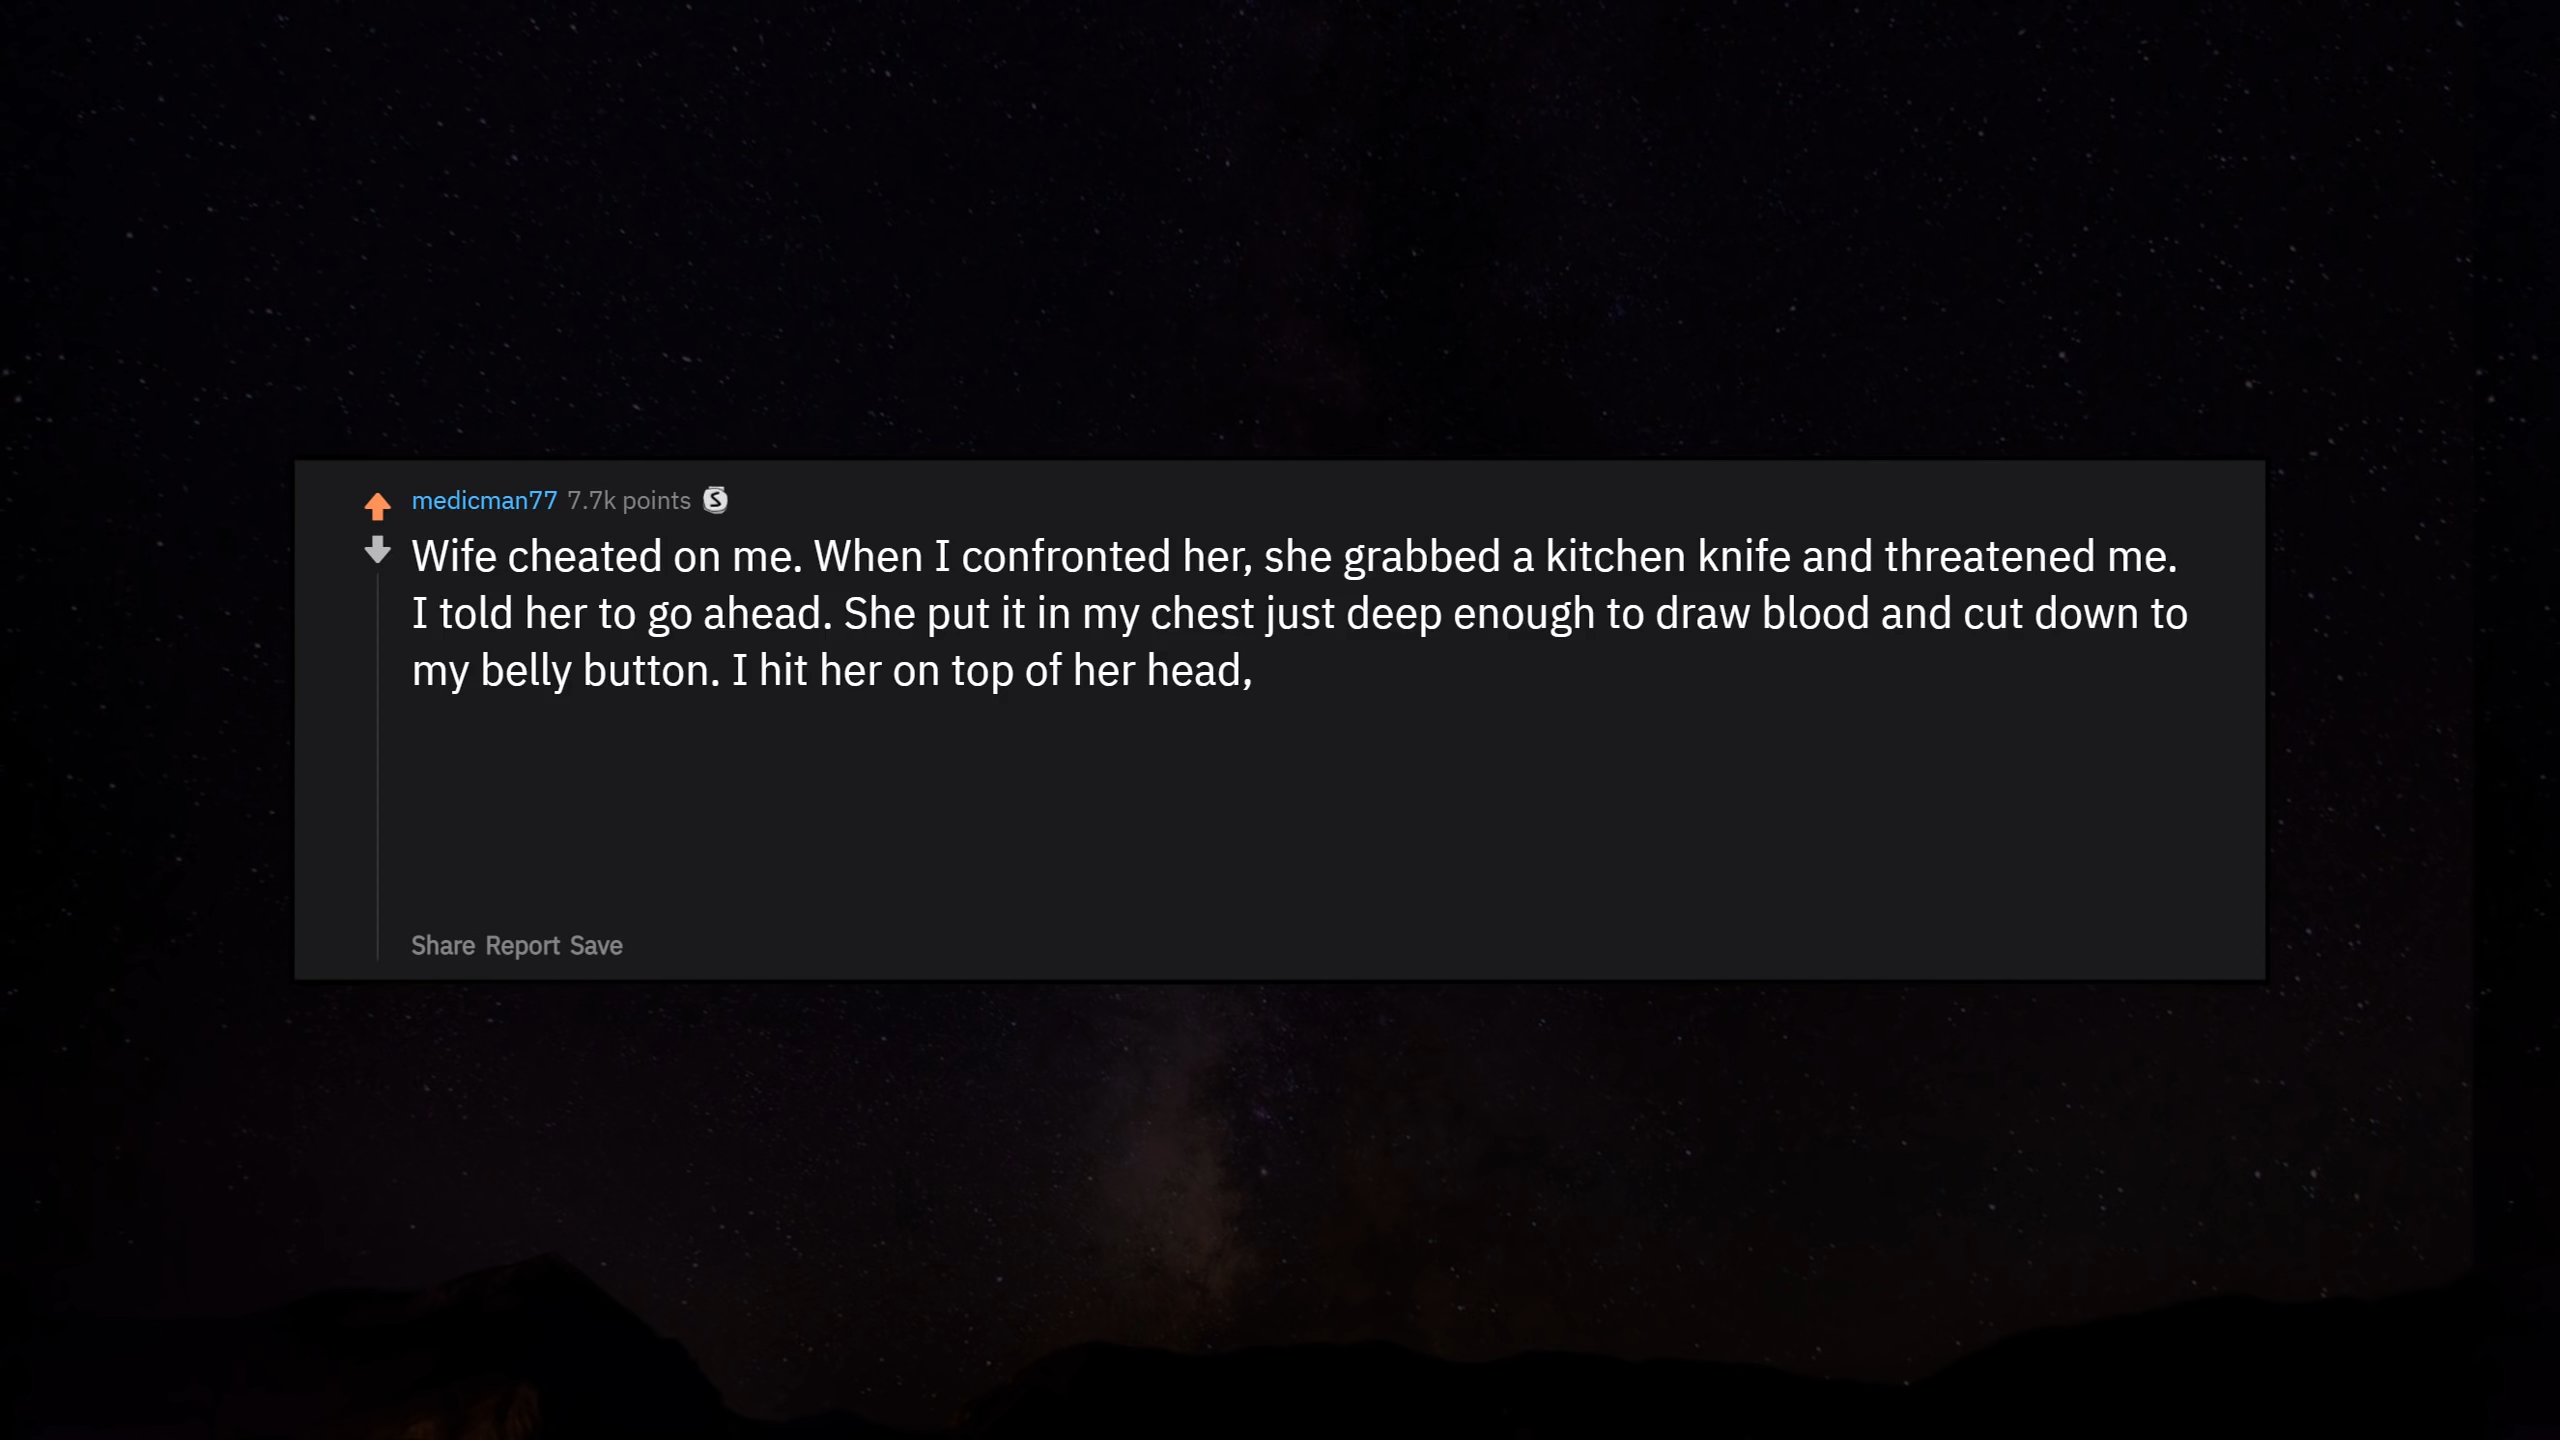 medicman77 7.7k points S
Wife cheated on me. When I confronted her, she grabbed a kitchen knife and threatened me.
I told her to go ahead. She put it in my chest just deep enough to draw blood and cut down to
my belly button. I hit her on top of her head,
Share Report Save